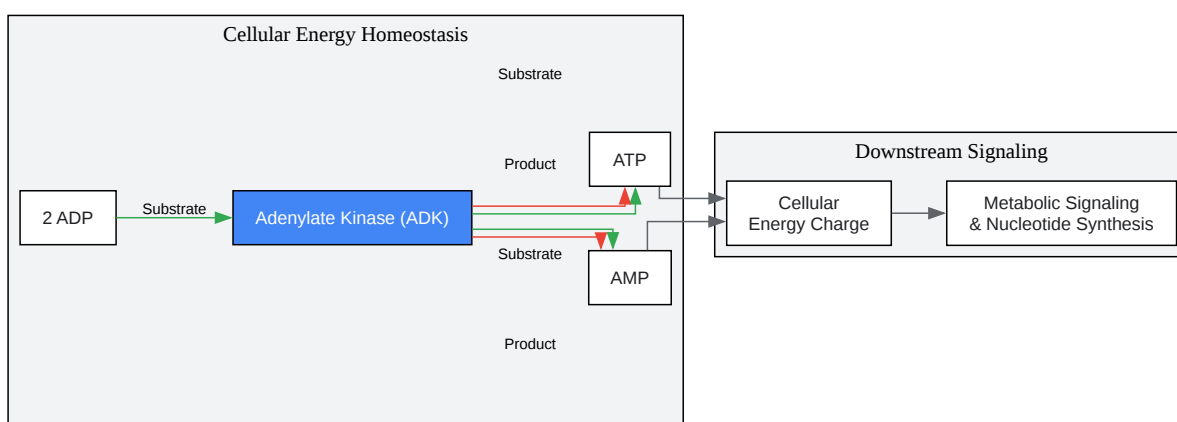 Cellular Energy Homeostasis
Substrate
Product
ATP
Downstream Signaling
2 ADP
Substrate
Adenylate Kinase (ADK)
Cellular
Energy Charge
Metabolic Signaling
& Nucleotide Synthesis
Substrate
AMP
Product